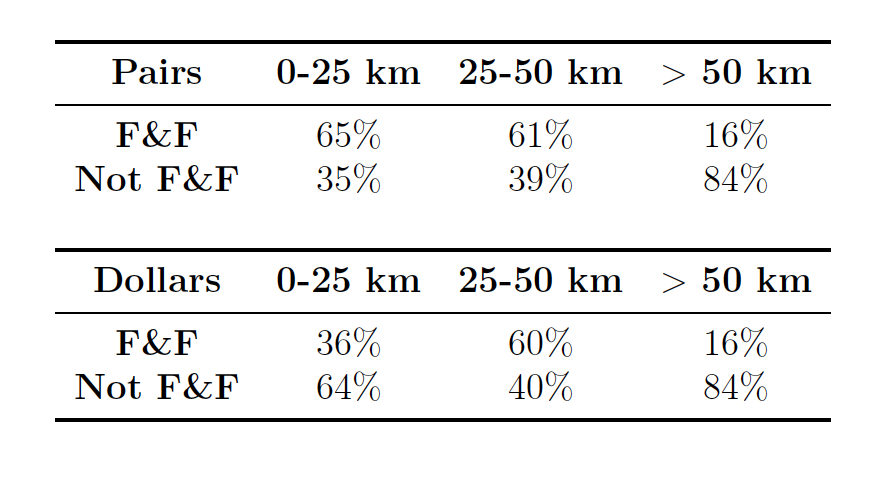 Pairs 0-25 km 25-50 km > 50 km
F&F 65% 61% 16%
Not F&F 35% 39% 84%
Dollars 0-25 km 25-50 km > 50 km
F&F 36% 60% 16%
Not F&F 64% 40% 84%